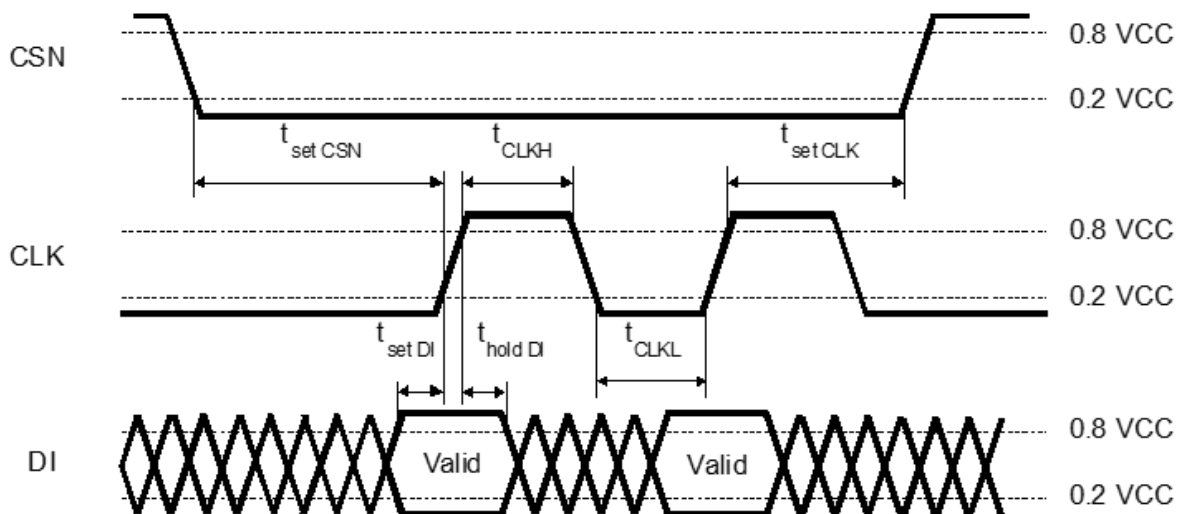 CSN
0.8 VCC
0.2 VCC
t set CSN
t CLKH
t set CLK
CLK
0.8 VCC
0.2 VCC
t set DI
t hold DI
t CLKL
DI
Valid
Valid
0.8 VCC
0.2 VCC